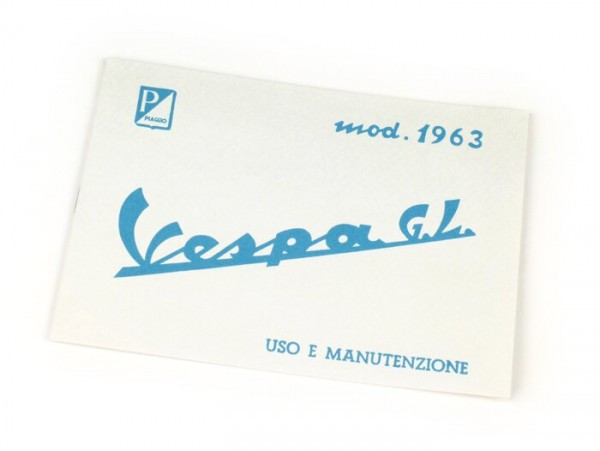 P
PIAGGIO
mod. 1963
Vespa G.L.
USO E MANUTENZIONE